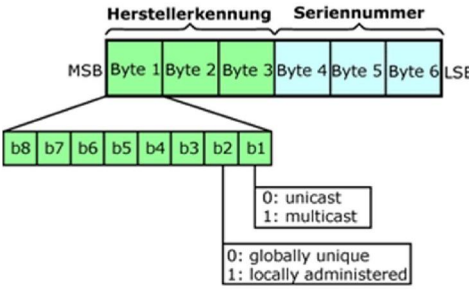 Herstellerkennung Seriennummer
MSB Byte 1 Byte 2 Byte 3 Byte 4 Byte 5 Byte 6 LSB
b8 b7 b6 b5 b4 b3 b2 b1
0: unicast
1: multicast
0: globally unique
1: locally administered